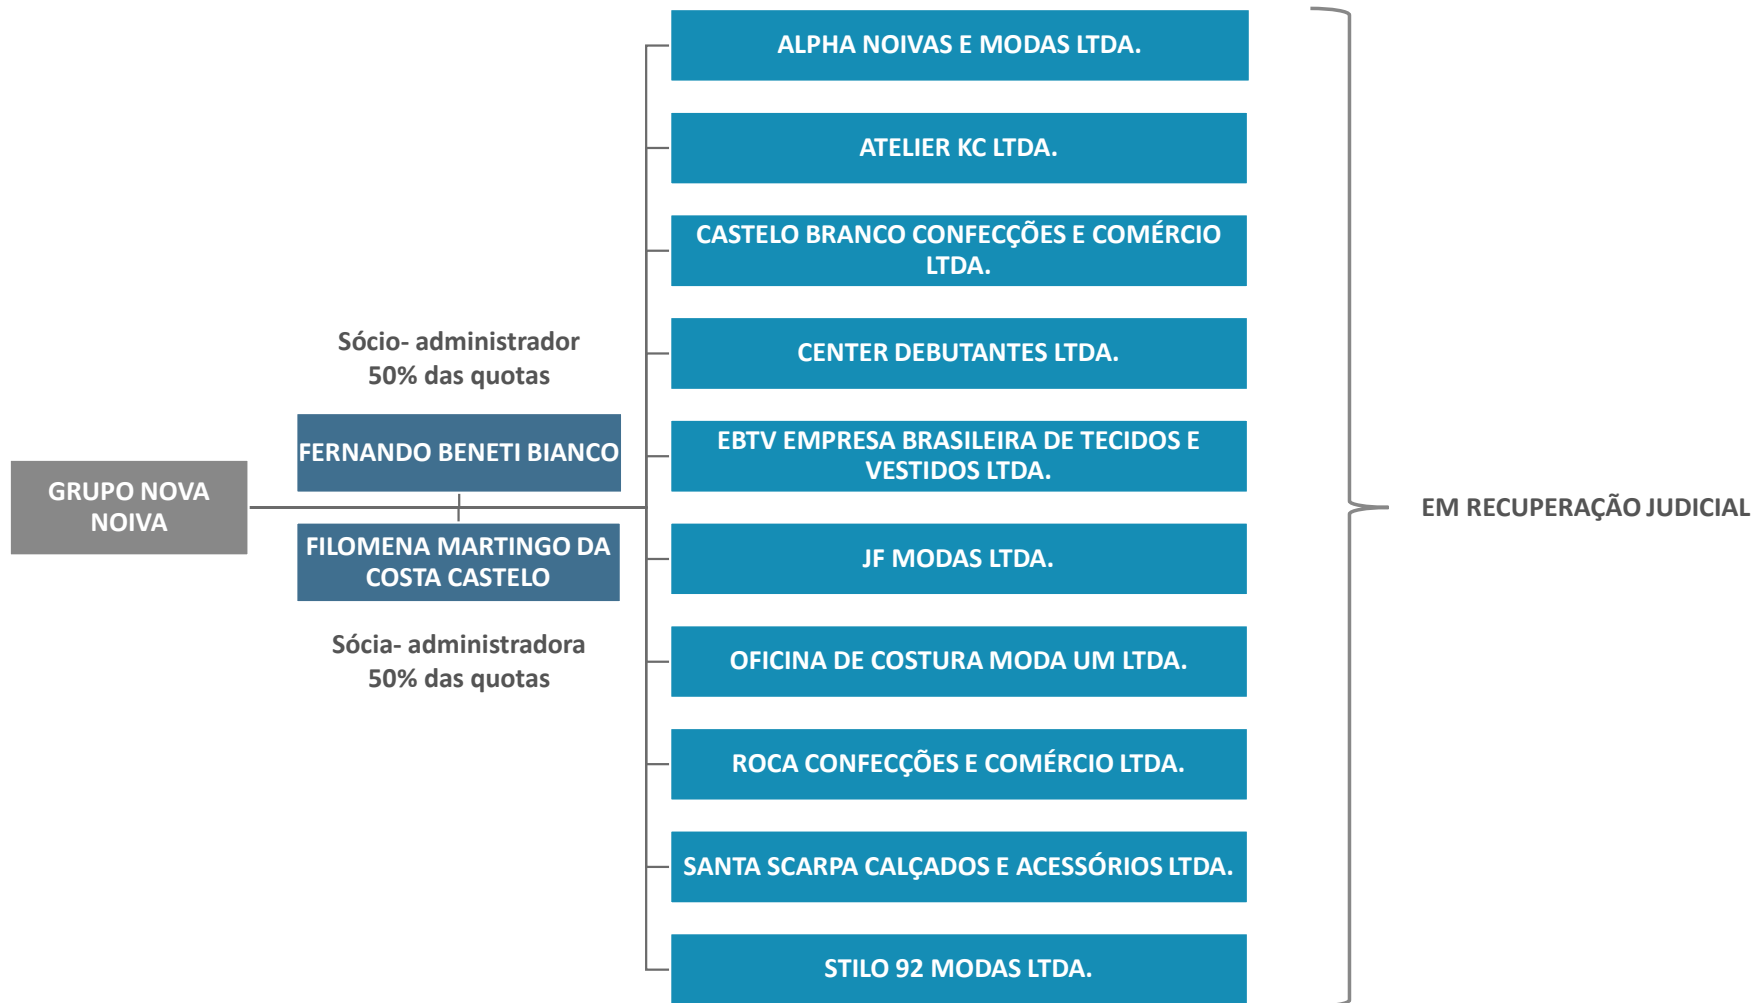 GRUPO NOVA
NOIVA
Sócio- administrador
50% das quotas
FERNANDO BENETI BIANCO
FILOMENA MARTINGO DA
COSTA CASTELO
Sócia- administradora
50% das quotas
ALPHA NOIVAS E MODAS LTDA.
ATELIER KC LTDA.
CASTELO BRANCO CONFECÇÕES E COMÉRCIO
LTDA.
CENTER DEBUTANTES LTDA.
EBTV EMPRESA BRASILEIRA DE TECIDOS E
VESTIDOS LTDA.
JF MODAS LTDA.
OFICINA DE COSTURA MODA UM LTDA.
ROCA CONFECÇÕES E COMÉRCIO LTDA.
SANTA SCARPA CALÇADOS E ACESSÓRIOS LTDA.
STILO 92 MODAS LTDA.
EM RECUPERAÇÃO JUDICIAL